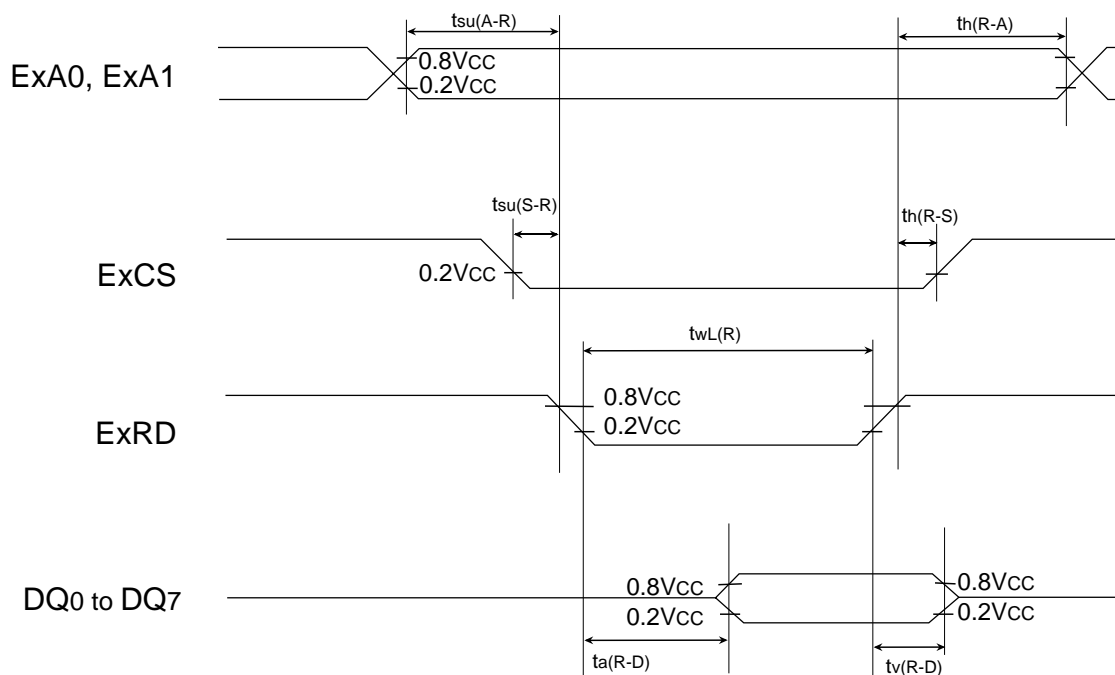 tsu(A-R)
th(R-A)
ExA0, ExA1
0.8VCC
0.2VCC
tsu(S-R)
th(R-S)
ExCS
0.2VCC
twL(R)
ExRD
0.8VCC
0.2VCC
DQ0 to DQ7
0.8VCC
0.2VCC
0.8VCC
0.2VCC
ta(R-D)
tv(R-D)